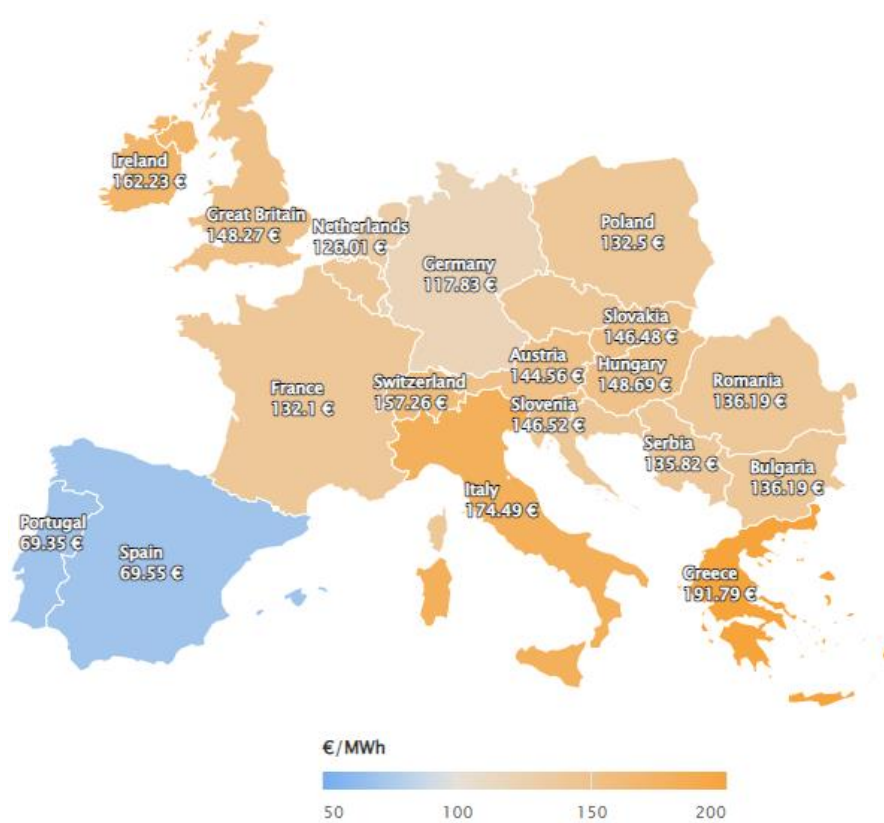 Ireland
162.23 €
Great Britain
148.27 €
Netherlands
126.01 €
Germany
117.83 €
Poland
132.5 €
Slovakia
146.48 €
Austria
144.56 €
Hungary
148.69 €
France
132.1 €
Switzerland
157.26 €
Slovenia
146.52 €
Romania
136.19 €
Serbia
135.82 €
Bulgaria
136.19 €
Italy
174.49 €
Portugal
69.35 €
Spain
69.55 €
Greece
191.79 €
€/MWh
50 100 150 200